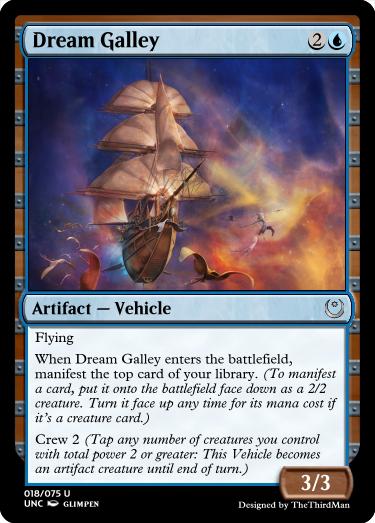 Dream Galley 2
Artifact — Vehicle
Flying
When Dream Galley enters the battlefield,
manifest the top card of your library. (To manifest
a card, put it onto the battlefield face down as a 2/2
creature. Turn it face up any time for its mana cost if
it's a creature card.)
Crew 2 (Tap any number of creatures you control
with total power 2 or greater: This Vehicle becomes
an artifact creature until end of turn.)
3/3
018/075 U
UNC GLIMPEN
Designed by TheThirdMan